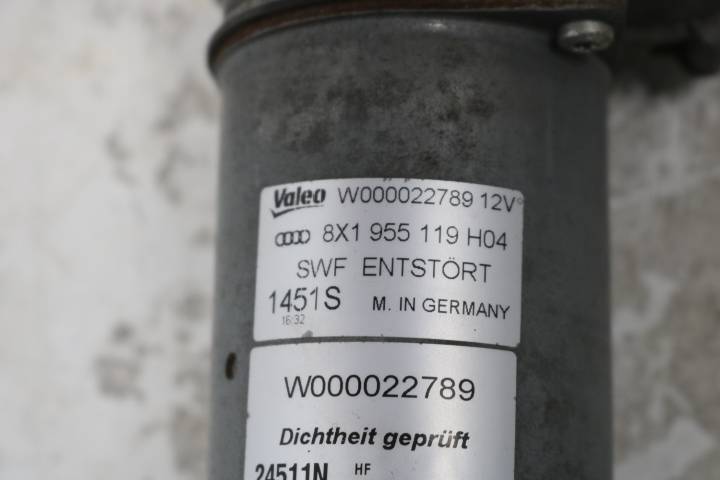 Valeo W000022789 12V
8X1 955 119 H04
SWF ENTSTÖRT
1451S M. IN GERMANY
16:32
W000022789
Dichtheit geprüft
24511N HF